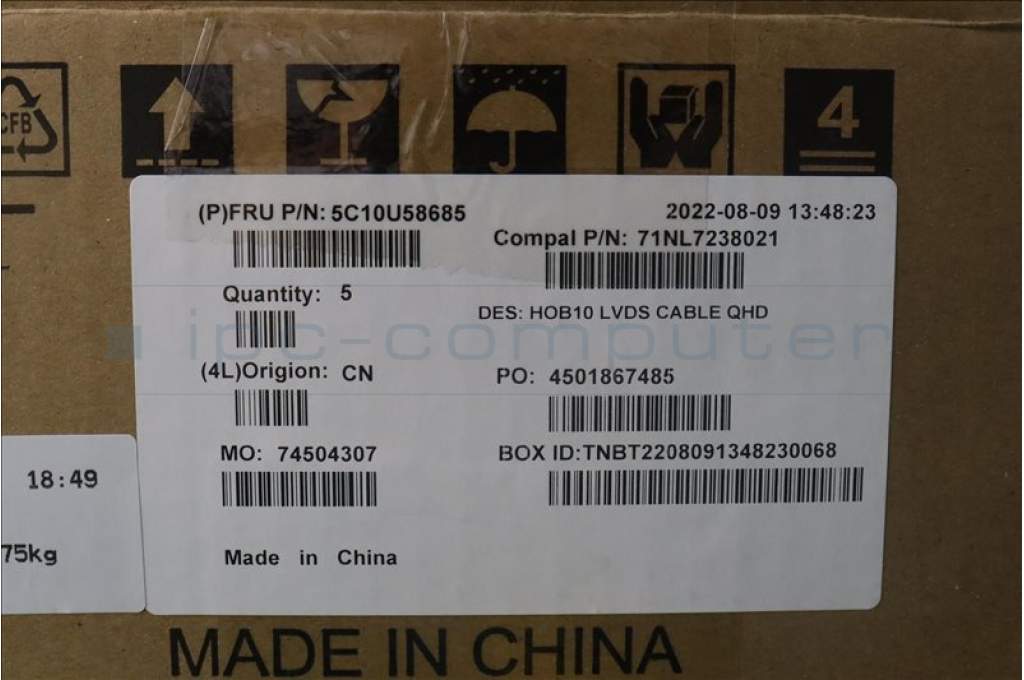 CFB
4
(P)FRU P/N: 5C10U58685
2022-08-09 13:48:23
Compal P/N: 71NL7238021
Quantity: 5
DES: HOB10 LVDS CABLE QHD
ipc-computer
(4L)Origion: CN
PO: 4501867485
MO: 74504307
BOX ID:TNBT2208091348230068
18:49
75kg
Made in China
MADE IN CHINA